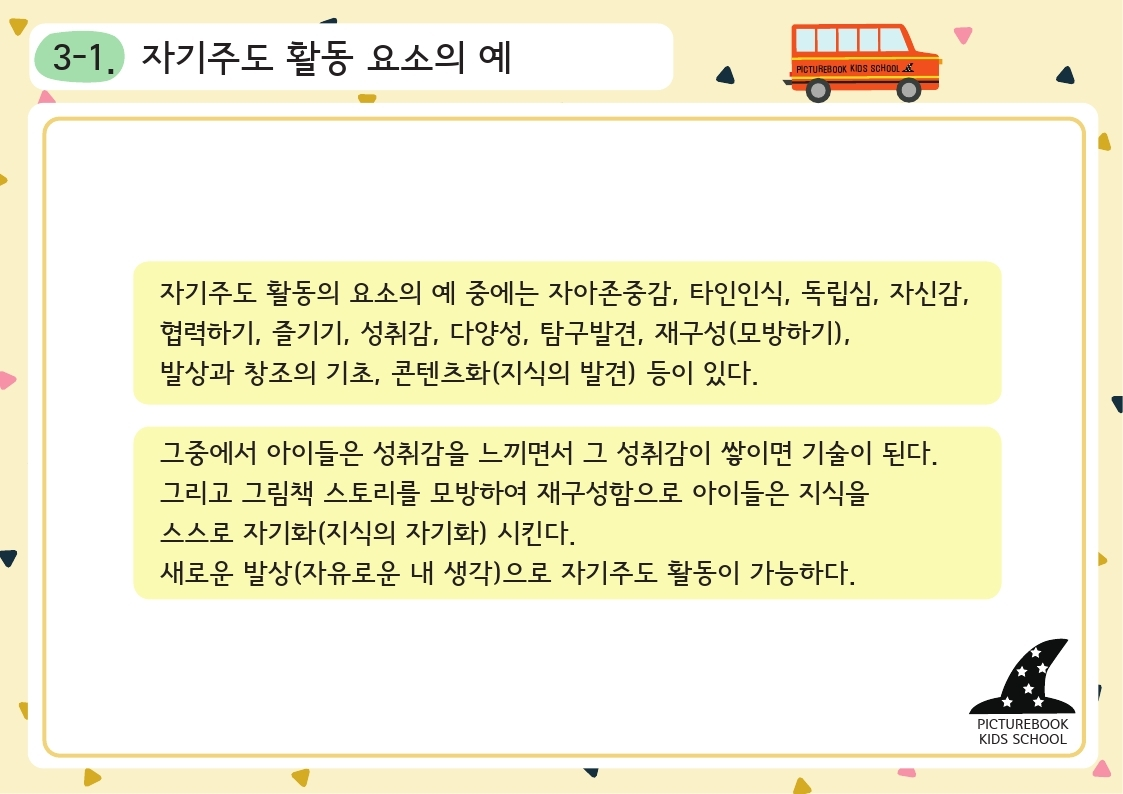 3-1. 자기주도 활동 요소의 예
PICTUREBOOK KIDS SCHOOL
자기주도 활동의 요소의 예 중에는 자아존중감, 타인인식, 독립심, 자신감,
협력하기, 즐기기, 성취감, 다양성, 탐구발견, 재구성(모방하기),
발상과 창조의 기초, 콘텐츠화(지식의 발견) 등이 있다.
그중에서 아이들은 성취감을 느끼면서 그 성취감이 쌓이면 기술이 된다.
그리고 그림책 스토리를 모방하여 재구성함으로 아이들은 지식을
스스로 자기화(지식의 자기화) 시킨다.
새로운 발상(자유로운 내 생각)으로 자기주도 활동이 가능하다.
PICTUREBOOK
KIDS SCHOOL